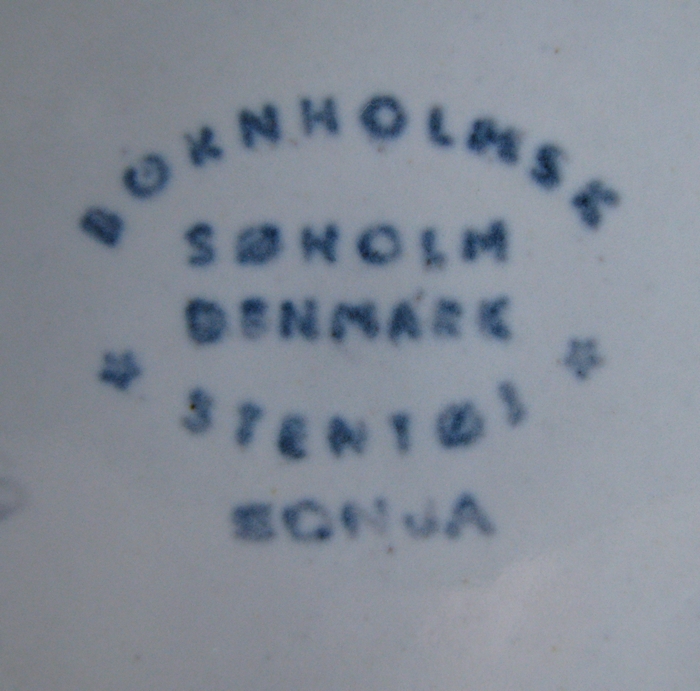 BORNHOLMSK
SØHOLM
DENMARK
STENTØJ
SONJA